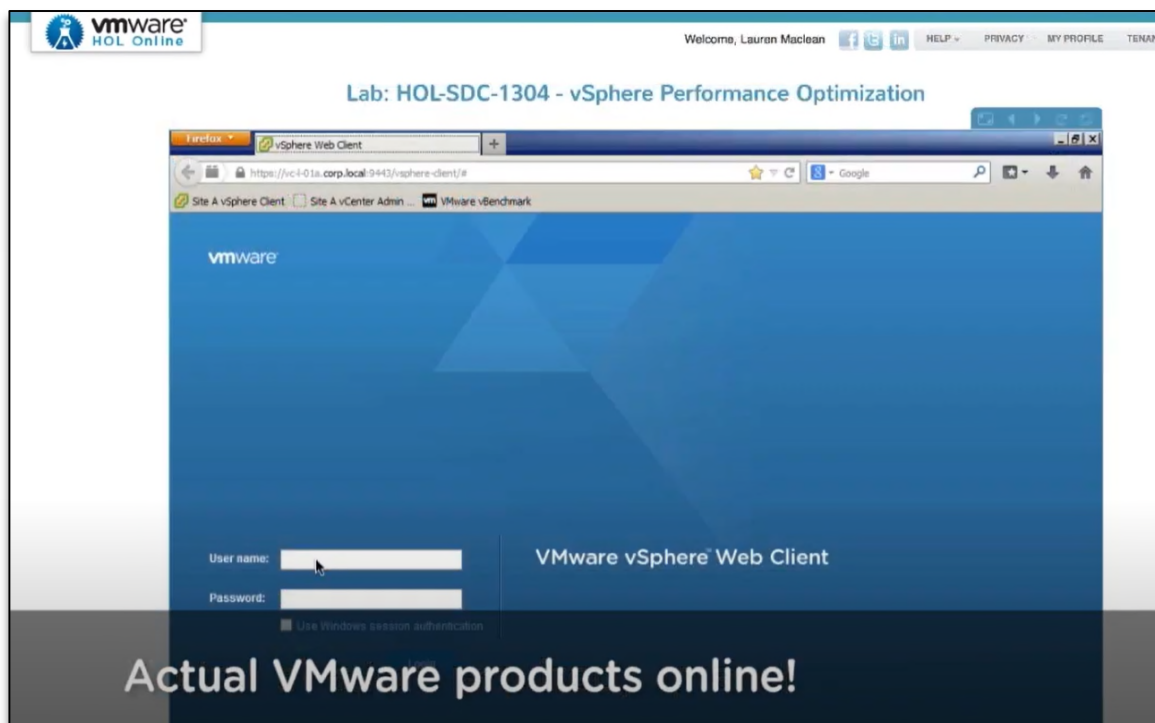 vmware
HOL Online
Welcome, Lauren Maclean
HELP PRIVACY MY PROFILE
Lab: HOL-SDC-1304 - vSphere Performance Optimization
Firefox vSphere Web Client
https://vc-l-01a.corp.local:9443/vsphere-client/# Google
Site A vSphere Client Site A vCenter Admin ... VMware vBenchmark
vmware
User name: VMware vSphere™ Web Client
Password:
Use Windows session authentication
Actual VMware products online!